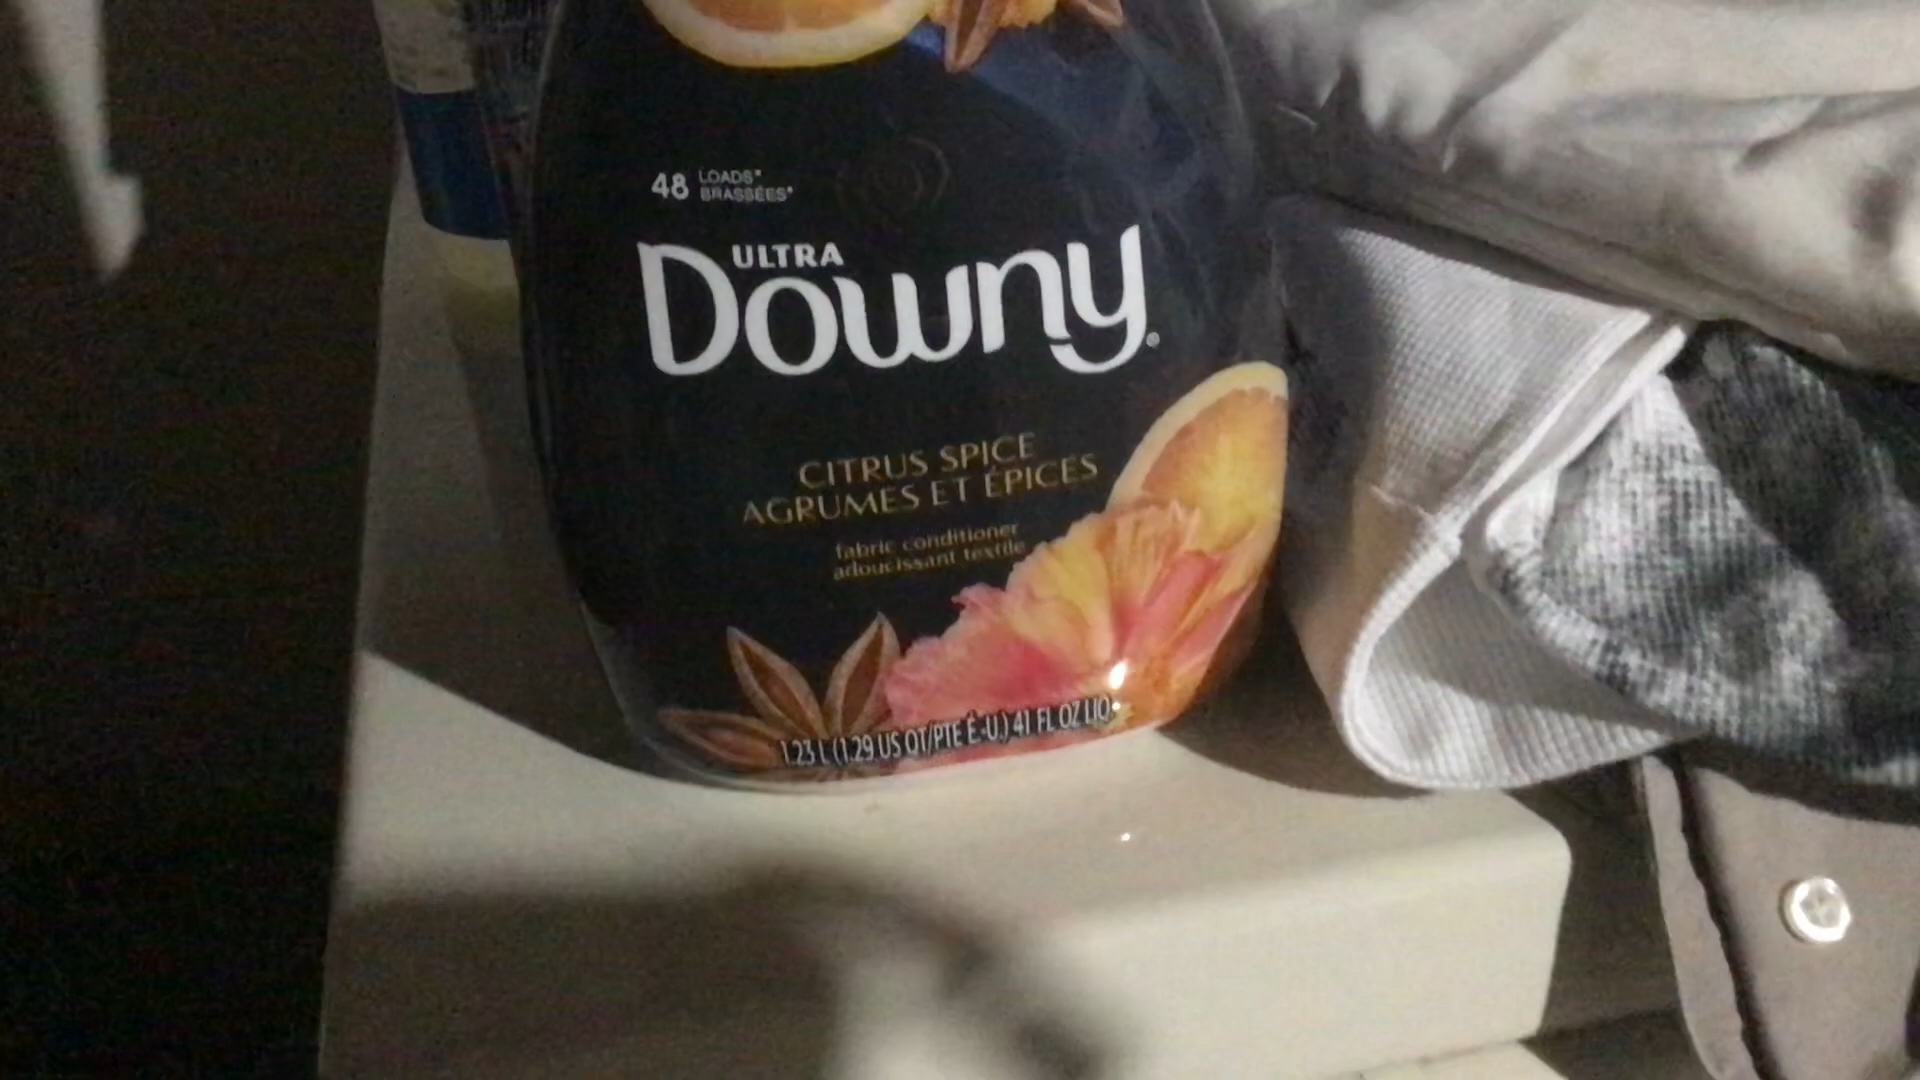 48 LOADS*
BRASSÉES*
ULTRA
Downy®
CITRUS SPICE
AGRUMES ET ÉPICES
fabric conditioner
adoucissant textile
1.23 L (1.29 US QT/PTE É.-U.) 41 FL OZ LIQ